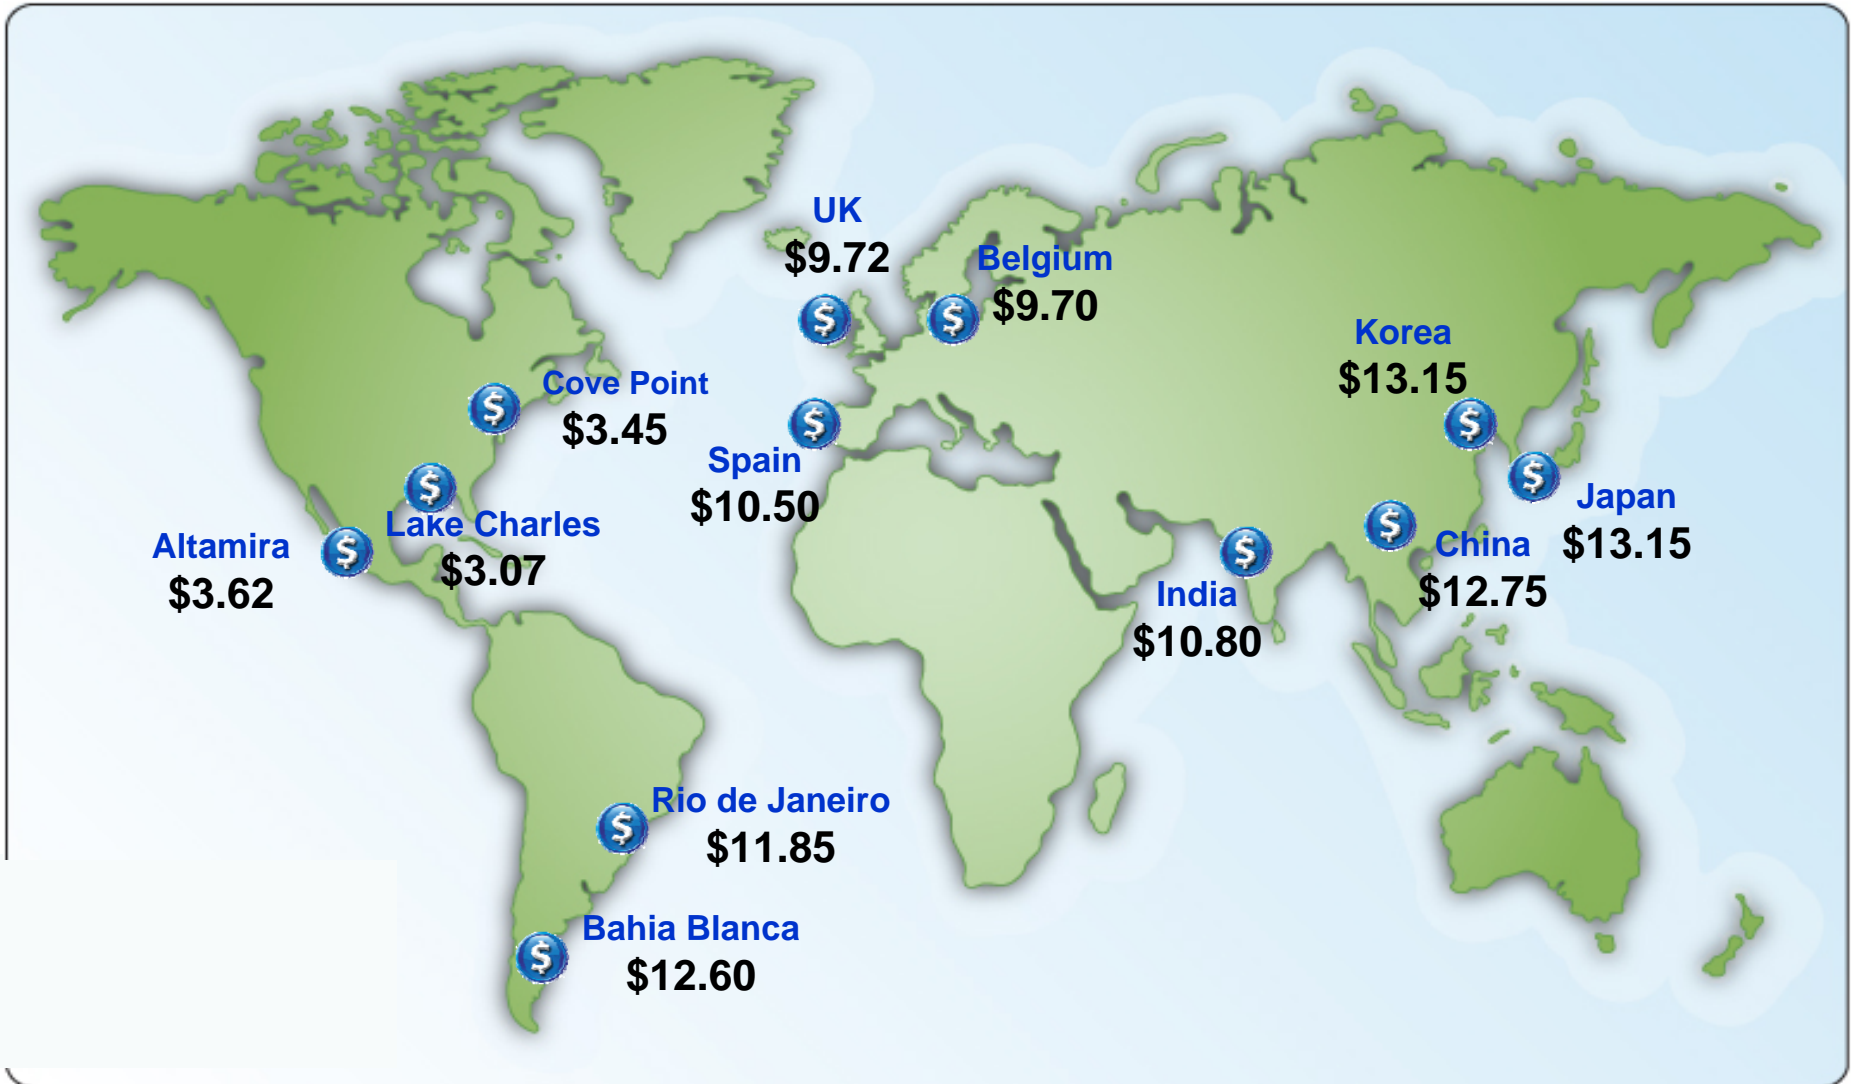 UK
$9.72
Belgium
$9.70
Korea
$13.15
Cove Point
$3.45
Spain
$10.50
Japan
$13.15
Lake Charles
$3.07
Altamira
$3.62
China
$12.75
India
$10.80
Rio de Janeiro
$11.85
Bahia Blanca
$12.60
$
$
$
$
$
$
$
$
$
$
$
$